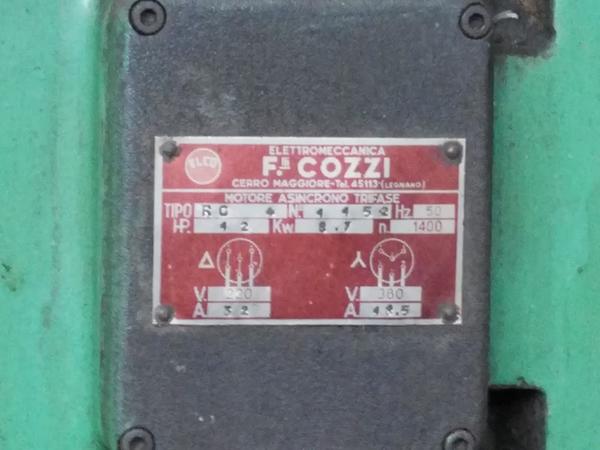 ELCO
ELETTROMECCANICA
F.lli COZZI
CERRO MAGGIORE-Tel. 45113-(LEGNANO)
MOTORE ASINCRONO TRIFASE
TIPO RC 4 N° 1152 Hz 50
HP. 12 Kw 8.7 n. 1400
V. 220 V. 380
A 32 A 18.5